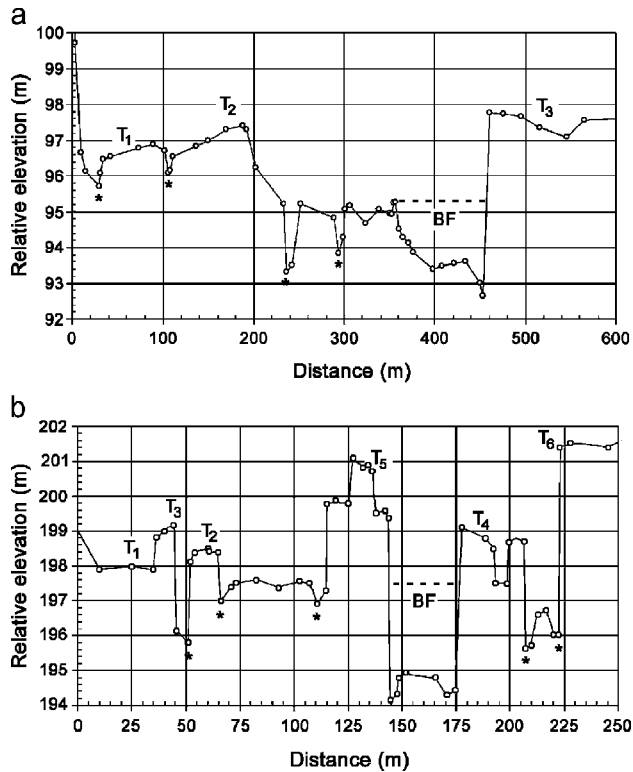 a
100
99
98
97
96
95
94
93
92
Relative elevation (m)
T1
T2
T3
*
*
*
*
BF
0 100 200 300 400 500 600
Distance (m)
b
202
201
200
199
198
197
196
195
194
Relative elevation (m)
T6
T5
T3
T2
T4
T1
BF
*
*
*
*
*
0 25 50 75 100 125 150 175 200 225 250
Distance (m)